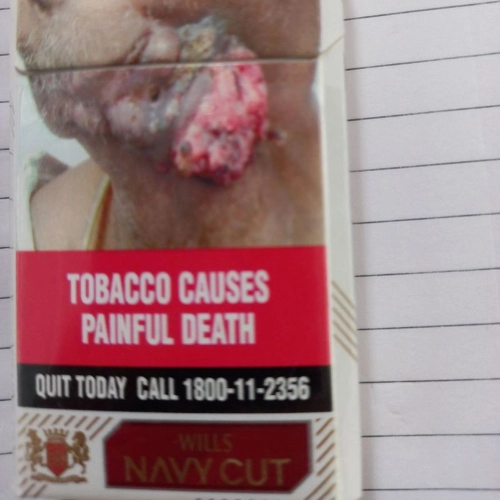 TOBACCO CAUSES
PAINFUL DEATH
QUIT TODAY CALL 1800-11-2356
WILLS
NAVY CUT